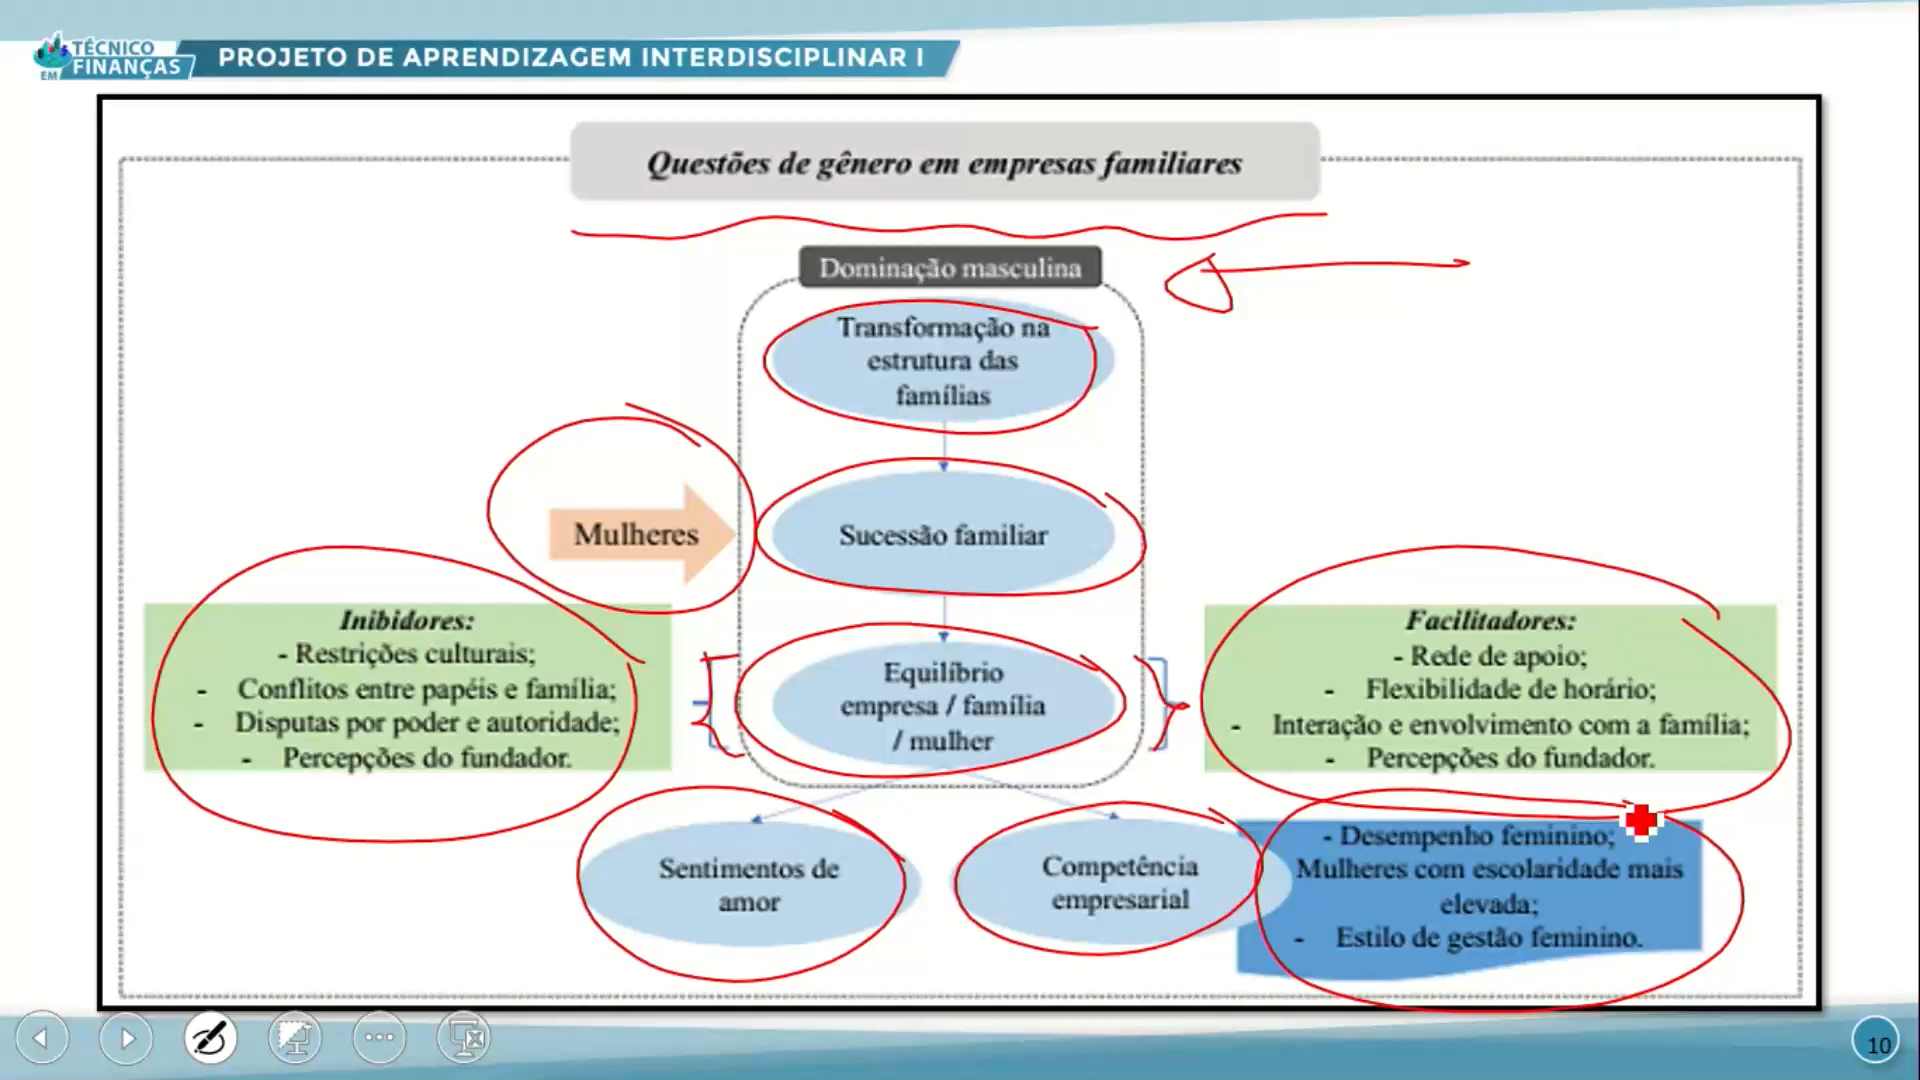 TÉCNICO
EM FINANÇAS
PROJETO DE APRENDIZAGEM INTERDISCIPLINAR I
Questões de gênero em empresas familiares
Dominação masculina
Transformação na
estrutura das
famílias
Mulheres
Sucessão familiar
Inibidores:
- Restrições culturais;
- Conflitos entre papéis e família;
- Disputas por poder e autoridade;
- Percepções do fundador.
Equilíbrio
empresa / família
/ mulher
Facilitadores:
- Rede de apoio;
- Flexibilidade de horário;
- Interação e envolvimento com a família;
- Percepções do fundador.
Sentimentos de
amor
Competência
empresarial
- Desempenho feminino;
Mulheres com escolaridade mais
elevada;
- Estilo de gestão feminino.
10